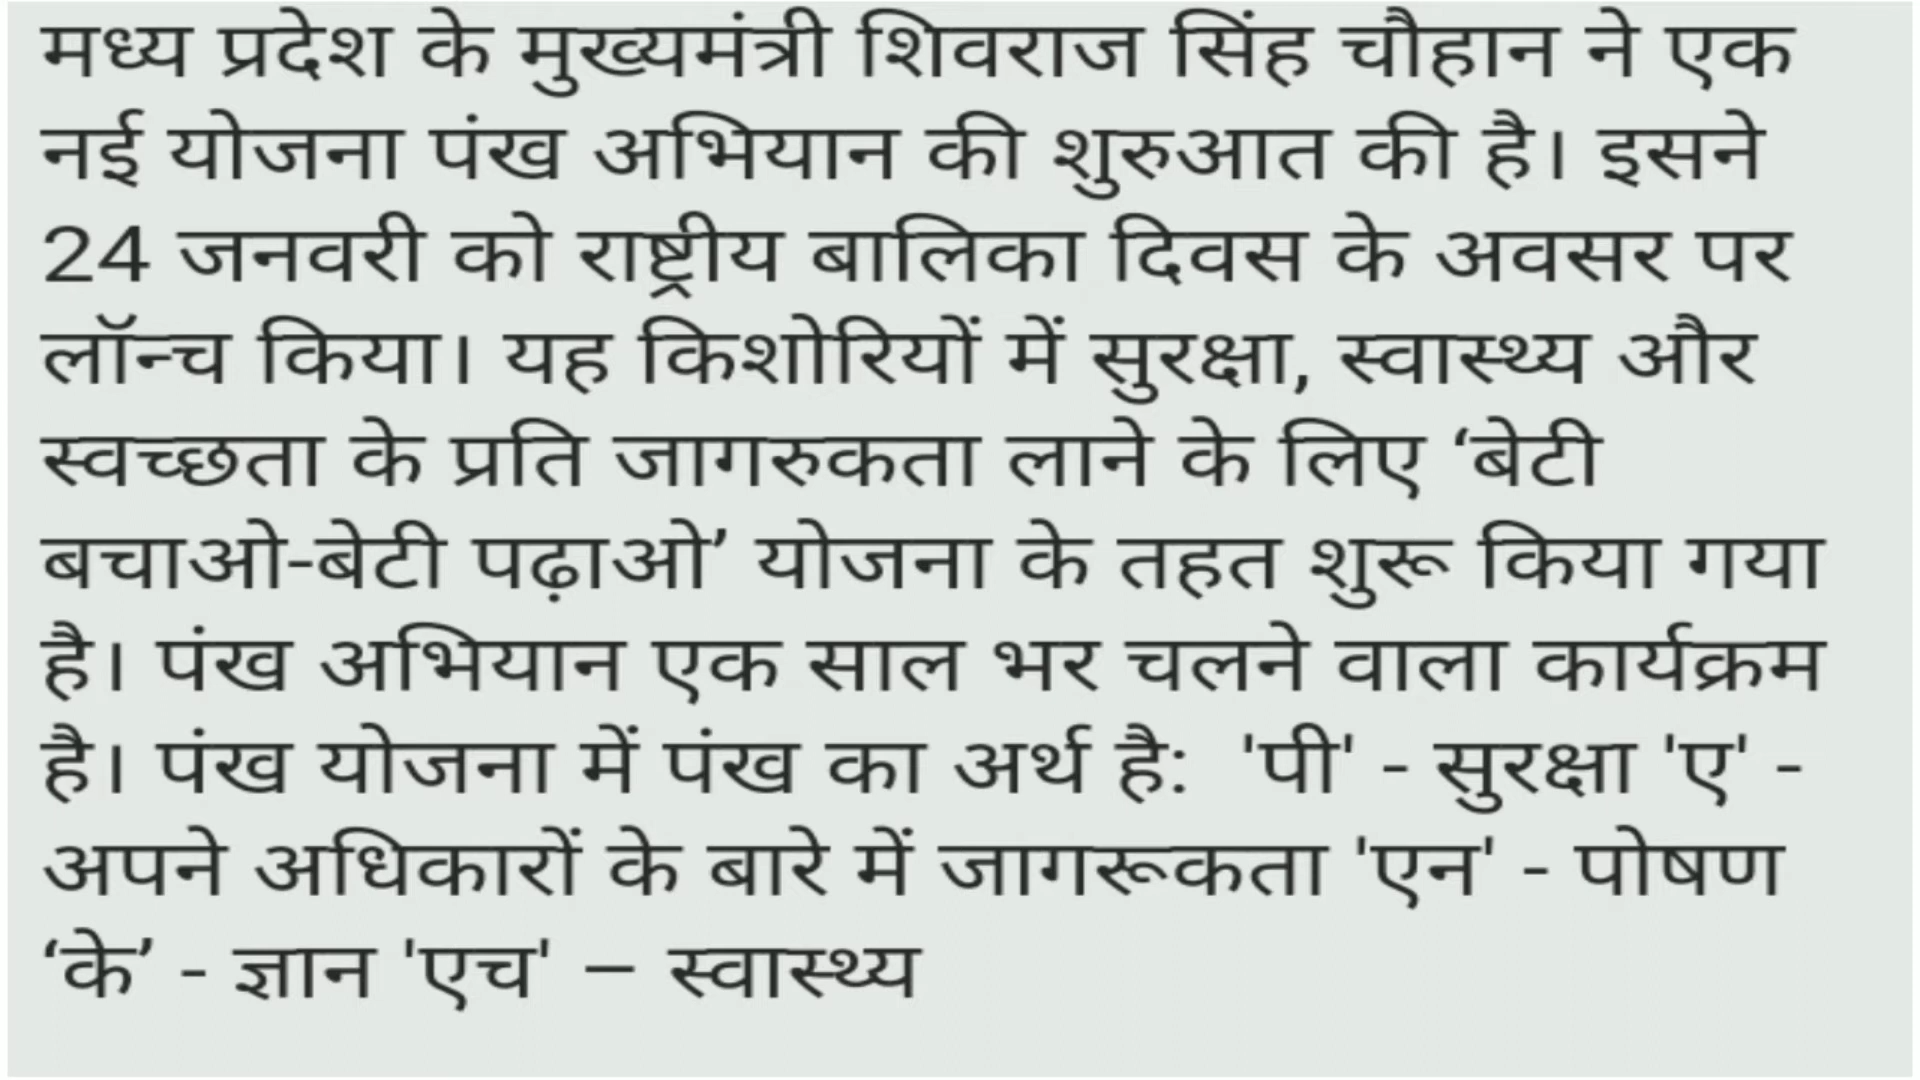 मध्य प्रदेश के मुख्यमंत्री शिवराज सिंह चौहान ने एक
नई योजना पंख अभियान की शुरुआत की है। इसने
24 जनवरी को राष्ट्रीय बालिका दिवस के अवसर पर
लॉन्च किया। यह किशोरियों में सुरक्षा, स्वास्थ्य और
स्वच्छता के प्रति जागरुकता लाने के लिए ‘बेटी
बचाओ-बेटी पढ़ाओ’ योजना के तहत शुरू किया गया
है। पंख अभियान एक साल भर चलने वाला कार्यक्रम
है। पंख योजना में पंख का अर्थ है: 'पी' - सुरक्षा 'ए' -
अपने अधिकारों के बारे में जागरूकता 'एन' - पोषण
‘के’ - ज्ञान 'एच' – स्वास्थ्य